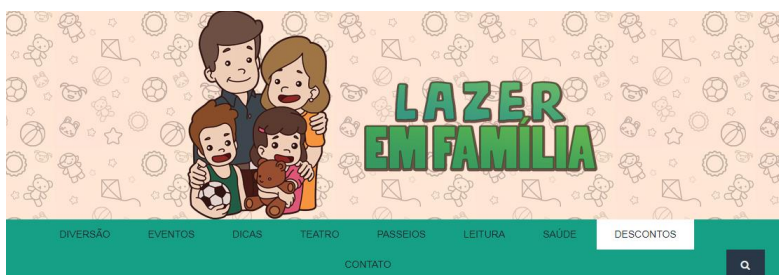 LAZER
EM FAMÍLIA
DIVERSÃO EVENTOS DICAS TEATRO PASSEIOS LEITURA SAÚDE DESCONTOS
CONTATO